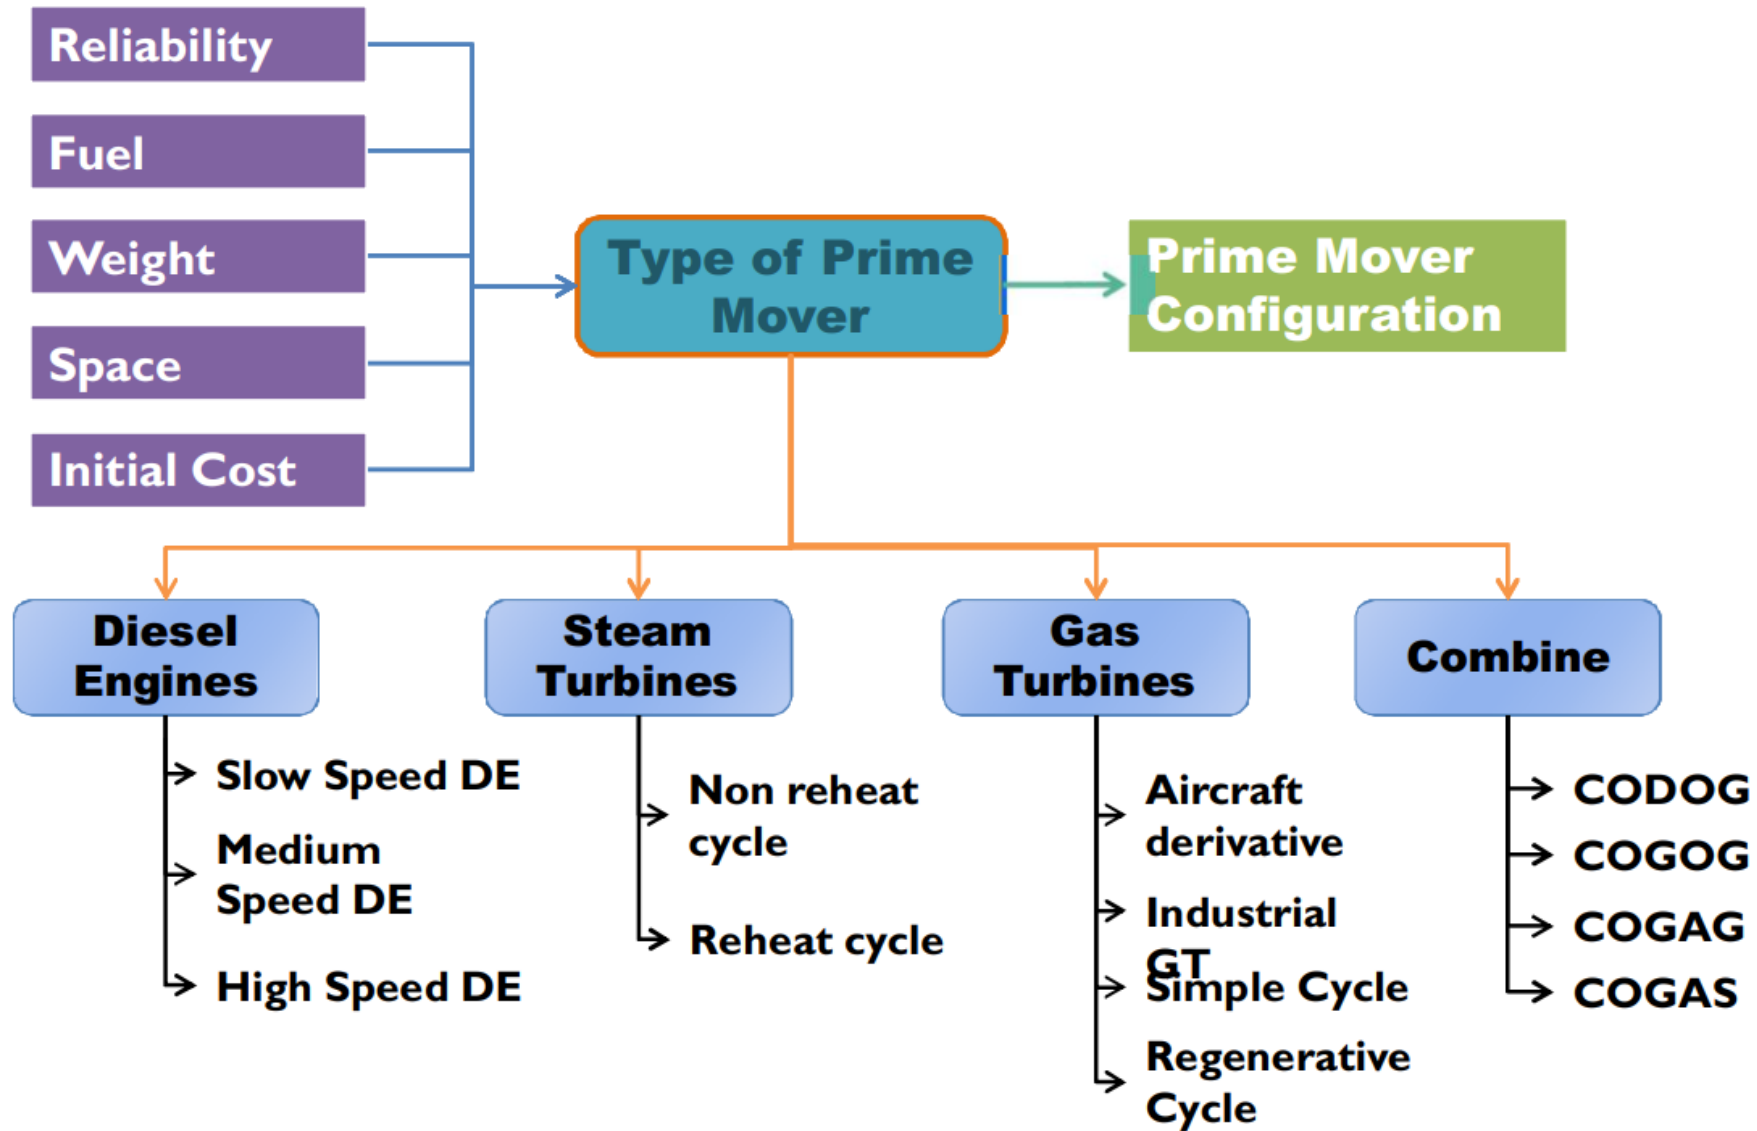 Reliability
Fuel
Weight
Space
Initial Cost
Type of Prime
Mover
Prime Mover
Configuration
Diesel
Engines
Slow Speed DE
Medium
Speed DE
High Speed DE
Steam
Turbines
Non reheat
cycle
Reheat cycle
Gas
Turbines
Aircraft
derivative
Industrial
GT
Simple Cycle
Regenerative
Cycle
Combine
CODOG
COGOG
COGAG
COGAS